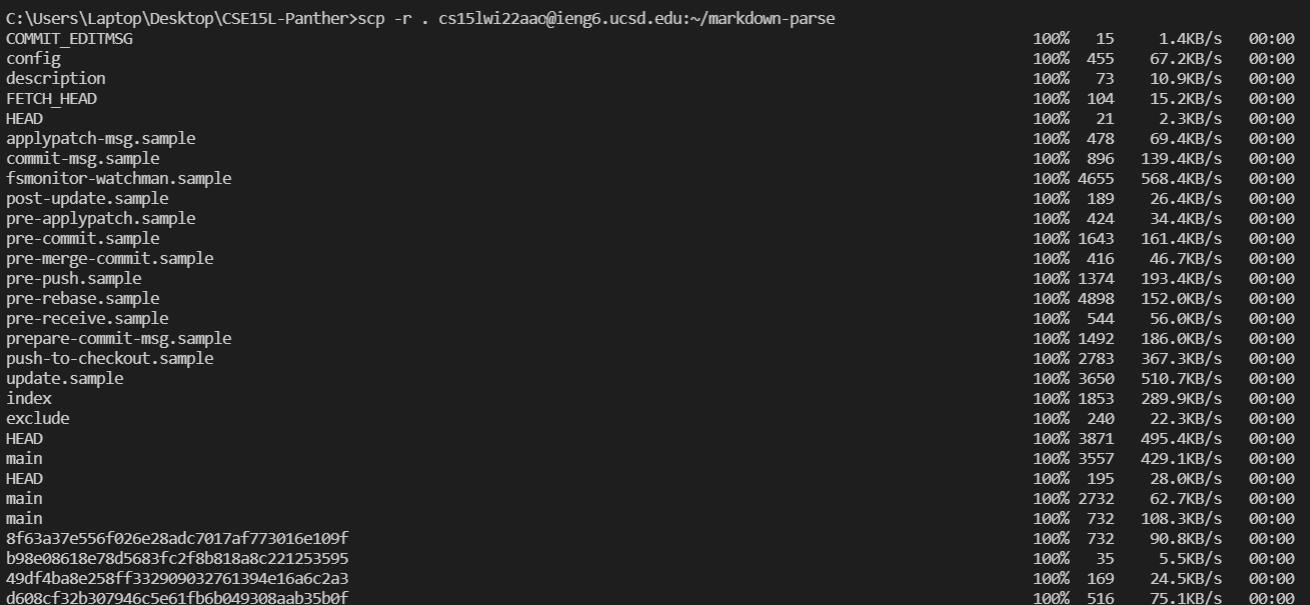 C:\Users\Laptop\Desktop\CSE15L-Panther>scp -r . cs15lwi22aao@ieng6.ucsd.edu:~/markdown-parse
COMMIT_EDITMSG 100% 15 1.4KB/s 00:00
config 100% 455 67.2KB/s 00:00
description 100% 73 10.9KB/s 00:00
FETCH_HEAD 100% 104 15.2KB/s 00:00
HEAD 100% 21 2.3KB/s 00:00
applypatch-msg.sample 100% 478 69.4KB/s 00:00
commit-msg.sample 100% 896 139.4KB/s 00:00
fsmonitor-watchman.sample 100% 4655 568.4KB/s 00:00
post-update.sample 100% 189 26.4KB/s 00:00
pre-applypatch.sample 100% 424 34.4KB/s 00:00
pre-commit.sample 100% 1643 161.4KB/s 00:00
pre-merge-commit.sample 100% 416 46.7KB/s 00:00
pre-push.sample 100% 1374 193.4KB/s 00:00
pre-rebase.sample 100% 4898 152.0KB/s 00:00
pre-receive.sample 100% 544 56.0KB/s 00:00
prepare-commit-msg.sample 100% 1492 186.0KB/s 00:00
push-to-checkout.sample 100% 2783 367.3KB/s 00:00
update.sample 100% 3650 510.7KB/s 00:00
index 100% 1853 289.9KB/s 00:00
exclude 100% 240 22.3KB/s 00:00
HEAD 100% 3871 495.4KB/s 00:00
main 100% 3557 429.1KB/s 00:00
HEAD 100% 195 28.0KB/s 00:00
main 100% 2732 62.7KB/s 00:00
main 100% 732 108.3KB/s 00:00
8f63a37e556f026e28adc7017af773016e109f 100% 732 90.8KB/s 00:00
b98e08618e78d5683fc2f8b818a8c221253595 100% 35 5.5KB/s 00:00
49df4ba8e258ff332909032761394e16a6c2a3 100% 169 24.5KB/s 00:00
d608cf32b307946c5e61fb6b049308aab35b0f 100% 516 75.1KB/s 00:00